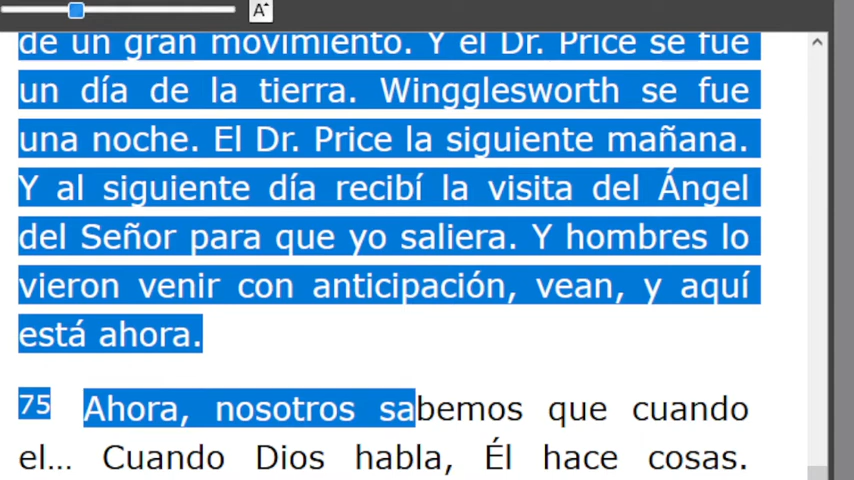 A
de un gran movimiento. Y el Dr. Price se fue
un día de la tierra. Wingglesworth se fue
una noche. El Dr. Price la siguiente mañana.
Y al siguiente día recibí la visita del Ángel
del Señor para que yo saliera. Y hombres lo
vieron venir con anticipación, vean, y aquí
está ahora.
75 Ahora, nosotros sabemos que cuando
el... Cuando Dios habla, Él hace cosas.